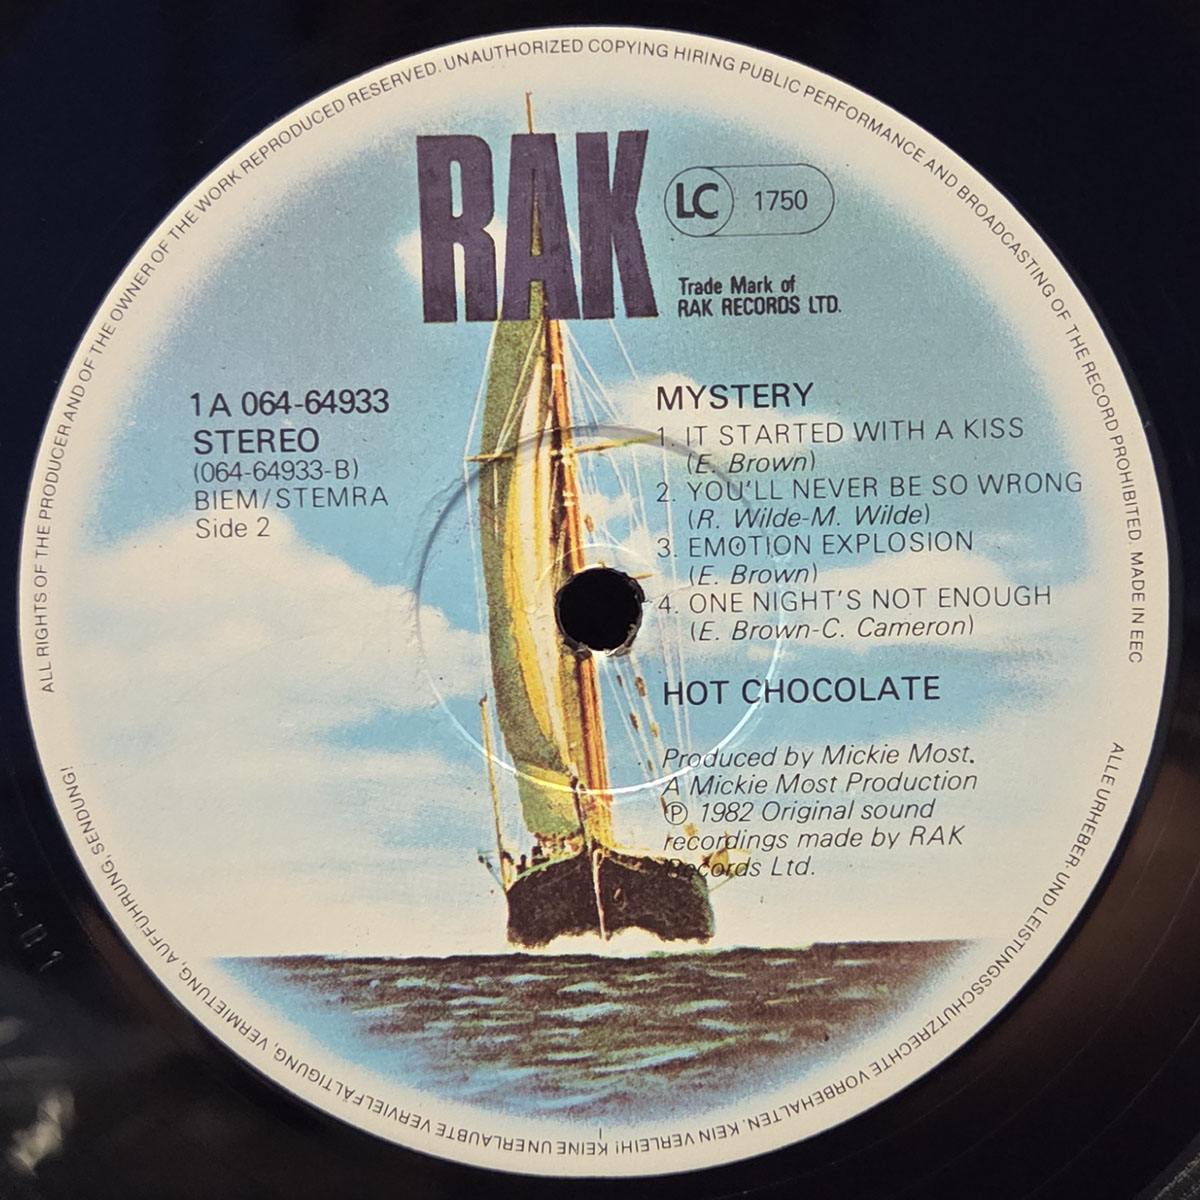 ALL RIGHTS OF THE PRODUCER AND OF THE OWNER OF THE WORK REPRODUCED RESERVED. UNAUTHORIZED COPYING HIRING PUBLIC PERFORMANCE AND BROADCASTING OF THE RECORD PROHIBITED. MADE IN EEC
RAK
LC 1750
Trade Mark of
RAK RECORDS LTD.
1A 064-64933
STEREO
(064-64933-B)
BIEM/STEMRA
Side 2
MYSTERY
1. IT STARTED WITH A KISS
(E. Brown)
2. YOU'LL NEVER BE SO WRONG
(R. Wilde-M. Wilde)
3. EMOTION EXPLOSION
(E. Brown)
4. ONE NIGHT'S NOT ENOUGH
(E. Brown-C. Cameron)
HOT CHOCOLATE
Produced by Mickie Most.
A Mickie Most Production
℗ 1982 Original sound
recordings made by RAK
Records Ltd.
ALLE URHEBER- UND LEISTUNGSSCHUTZRECHTE VORBEHALTEN. KEIN VERLEIH! KEINE UNERLAUBTE VERVIELFÄLTIGUNG, VERMIETUNG, AUFFÜHRUNG, SENDUNG!